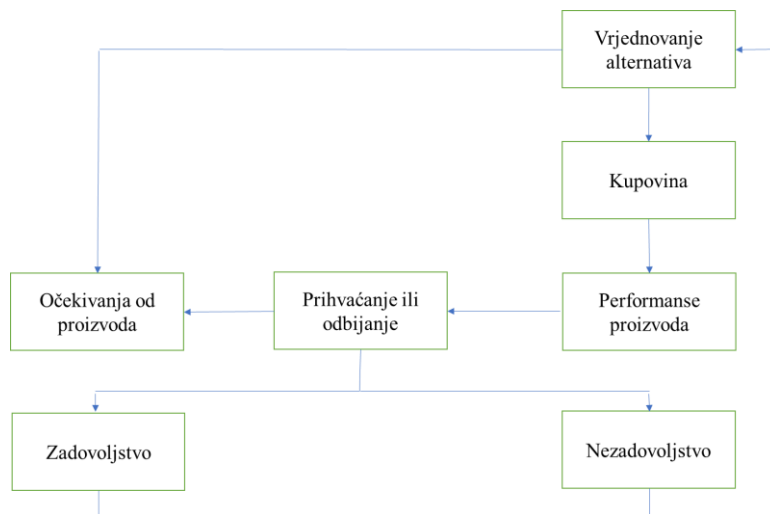 Vrjednovanje
alternativa
Kupovina
Očekivanja od
proizvoda
Prihvaćanje ili
odbijanje
Performanse
proizvoda
Zadovoljstvo
Nezadovoljstvo